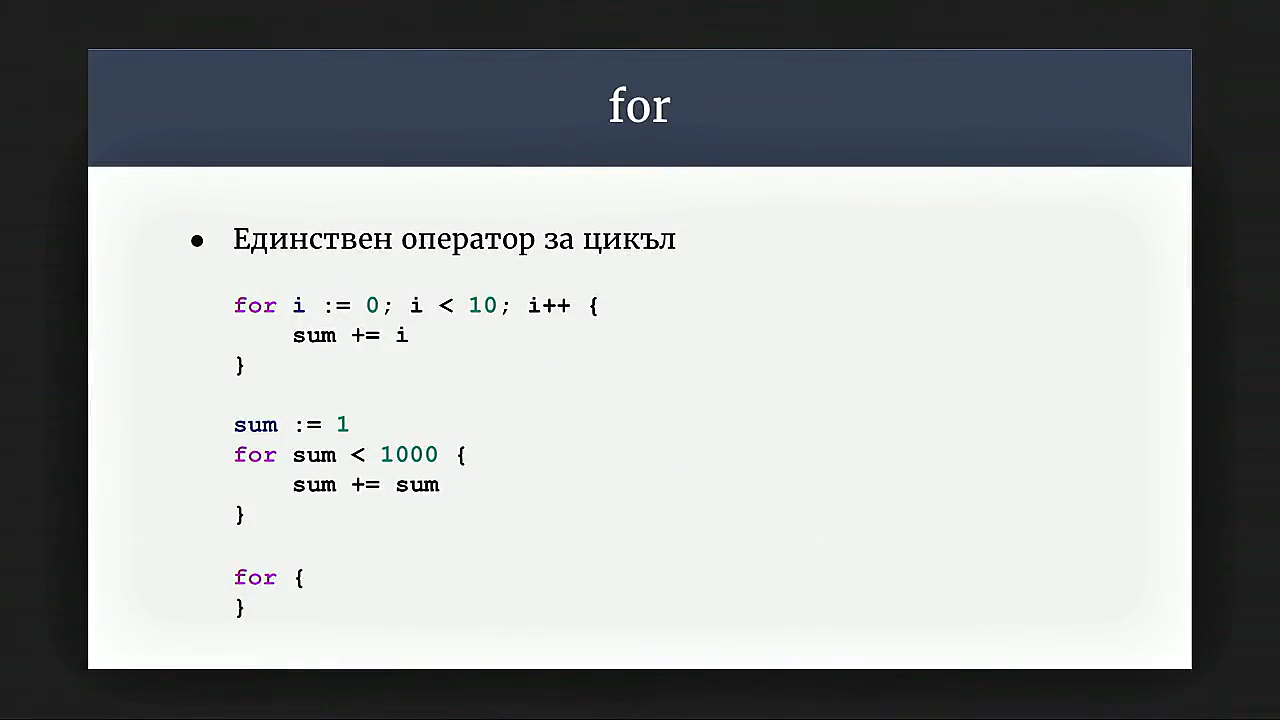 for
● Единствен оператор за цикъл
for i := 0; i < 10; i++ {
    sum += i
}
sum := 1
for sum < 1000 {
    sum += sum
}
for {
}